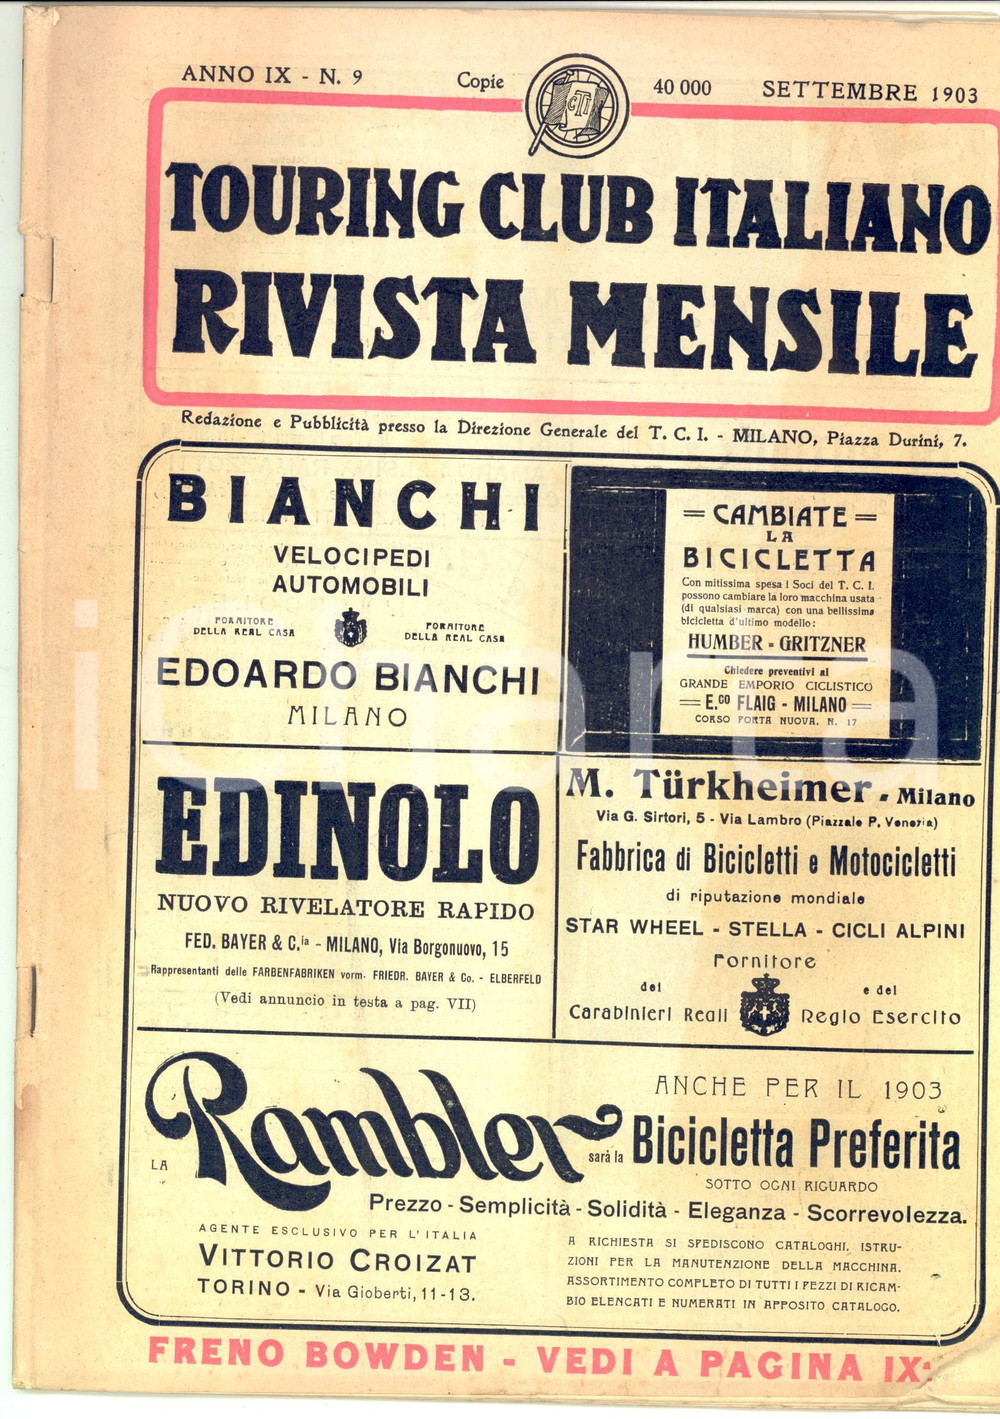 ANNO IX - N. 9 Copie 40 000 SETTEMBRE 1903
CTI
TOURING CLUB ITALIANO
RIVISTA MENSILE
Redazione e Pubblicità presso la Direzione Generale del T. C. I. - MILANO, Piazza Durini, 7.
BIANCHI
VELOCIPEDI
AUTOMOBILI
FORNITORE
DELLA REAL CASA
FORNITORE
DELLA REAL CASA
EDOARDO BIANCHI
MILANO
= CAMBIATE =
LA
BICICLETTA
Con mitissima spesa i Soci del T. C. I.
possono cambiare la loro macchina usata
(di qualsiasi marca) con una bellissima
bicicletta d'ultimo modello:
HUMBER - GRITZNER
Chiedere preventivi al
GRANDE EMPORIO CICLISTICO
= E.CO FLAIG - MILANO =
CORSO PORTA NUOVA, N. 17
EDINOLO
NUOVO RIVELATORE RAPIDO
FED. BAYER & C.ia - MILANO, Via Borgonuovo, 15
Rappresentanti delle FARBENFABRIKEN vorm. FRIEDR. BAYER & Co. - ELBERFELD
(Vedi annuncio in testa a pag. VII)
M. Türkheimer - Milano
Via G. Sirtori, 5 - Via Lambro (Piazzale P. Venezia)
Fabbrica di Bicicletti e Motocicletti
di riputazione mondiale
STAR WHEEL - STELLA - CICLI ALPINI
Fornitore
dei e del
Carabinieri Reali Regio Esercito
LA Rambler
ANCHE PER IL 1903
sarà la Bicicletta Preferita
SOTTO OGNI RIGUARDO
Prezzo - Semplicità - Solidità - Eleganza - Scorrevolezza.
AGENTE ESCLUSIVO PER L'ITALIA
VITTORIO CROIZAT
TORINO - Via Gioberti, 11-13.
A RICHIESTA SI SPEDISCONO CATALOGHI, ISTRU-
ZIONI PER LA MANUTENZIONE DELLA MACCHINA.
ASSORTIMENTO COMPLETO DI TUTTI I PEZZI DI RICAM-
BIO ELENCATI E NUMERATI IN APPOSITO CATALOGO.
FRENO BOWDEN - VEDI A PAGINA IX.
iCharta